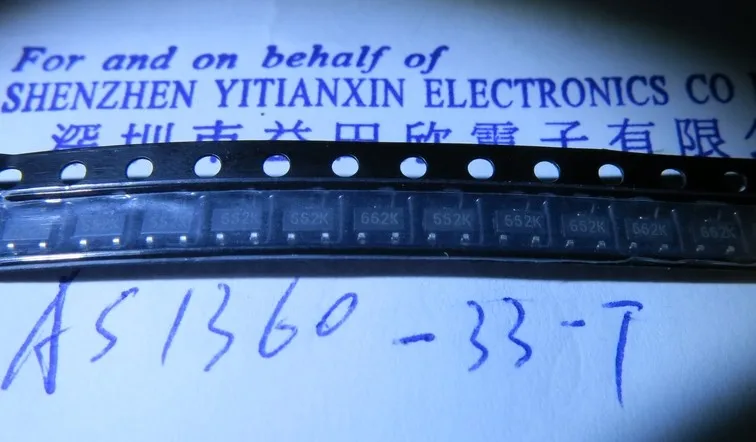 For and on behalf of
SHENZHEN YITIANXIN ELECTRONICS CO
深圳市益田欣電子有限
662K 662K 662K 662K 662K 662K 662K 662K
AS1360-33-T